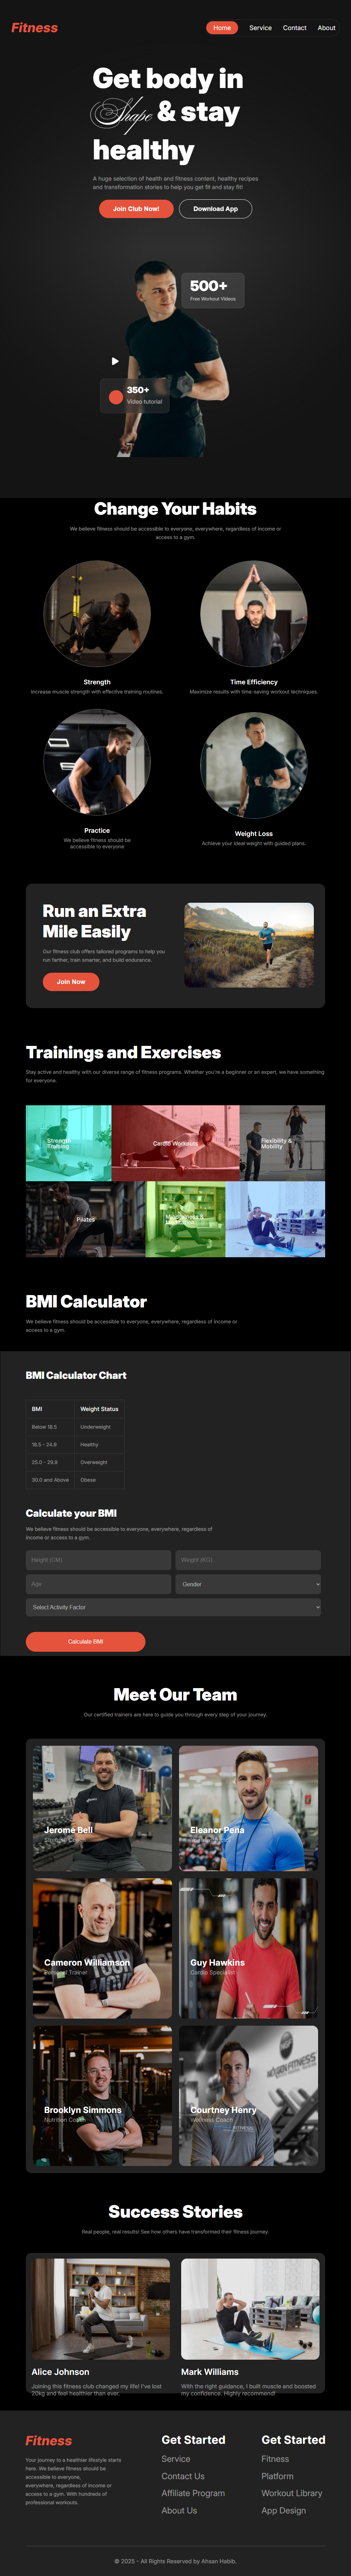 Fitness
Home Service Contact About
Get body in
Shape & stay
healthy
A huge selection of health and fitness content, healthy recipes
and transformation stories to help you get fit and stay fit!
Join Club Now! Download App
500+
Free Workout Videos
350+
Video tutorial
Change Your Habits
We believe fitness should be accessible to everyone, everywhere, regardless of income or
access to a gym.
Strength
Increase muscle strength with effective training routines.
Time Efficiency
Maximize results with time-saving workout techniques.
Practice
We believe fitness should be
accessible to everyone
Weight Loss
Achieve your ideal weight with guided plans.
Run an Extra
Mile Easily
Our fitness club offers tailored programs to help you
run farther, train smarter, and build endurance.
Join Now
Trainings and Exercises
Stay active and healthy with our diverse range of fitness programs. Whether you're a beginner or an expert, we have something
for everyone.
Strength
Training
Cardio Workouts
Flexibility &
Mobility
Pilates
BMI Calculator
We believe fitness should be accessible to everyone, everywhere, regardless of income or
access to a gym.
BMI Calculator Chart
BMI Weight Status
Below 18.5 Underweight
18.5 - 24.9 Healthy
25.0 - 29.9 Overweight
30.0 and Above Obese
Calculate your BMI
We believe fitness should be accessible to everyone, everywhere, regardless of
income or access to a gym.
Height (CM) Weight (KG)
Age Gender
Select Activity Factor
Calculate BMI
Meet Our Team
Our certified trainers are here to guide you through every step of your journey.
Jerome Bell
Eleanor Pena
Cameron Williamson
Personal Trainer
Guy Hawkins
Cardio Specialist
Brooklyn Simmons
Nutrition Coach
Courtney Henry
Wellness Coach
Success Stories
Real people, real results! See how others have transformed their fitness journey.
Alice Johnson
Joining this fitness club changed my life! I've lost
20kg and feel healthier than ever.
Mark Williams
With the right guidance, I built muscle and boosted
my confidence. Highly recommend!
Fitness
Your journey to a healthier lifestyle starts
here. We believe fitness should be
accessible to everyone,
everywhere, regardless of income or
access to a gym. With hundreds of
professional workouts.
Get Started
Service
Contact Us
Affiliate Program
About Us
Get Started
Fitness
Platform
Workout Library
App Design
© 2025 - All Rights Reserved by Ahsan Habib.